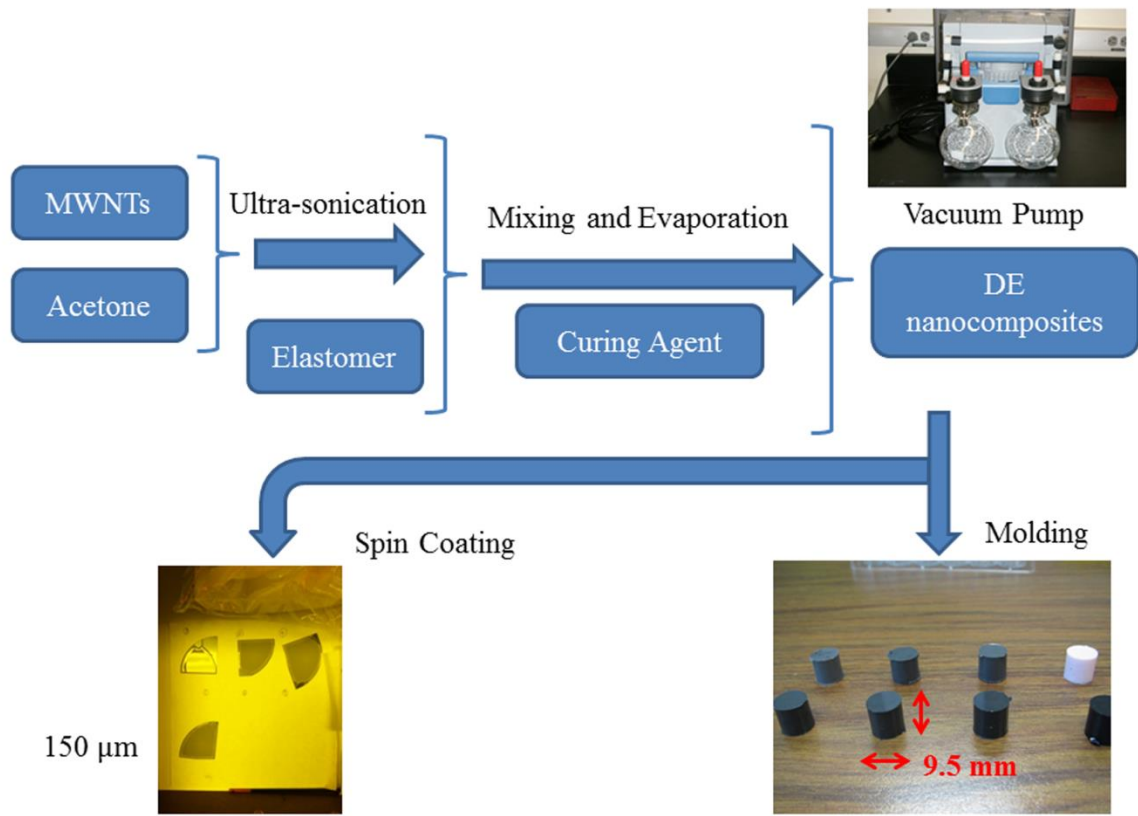 MWNTs
Acetone
Ultra-sonication
Elastomer
Mixing and Evaporation
Curing Agent
Vacuum Pump
DE
nanocomposites
Spin Coating
Molding
150 μm
9.5 mm